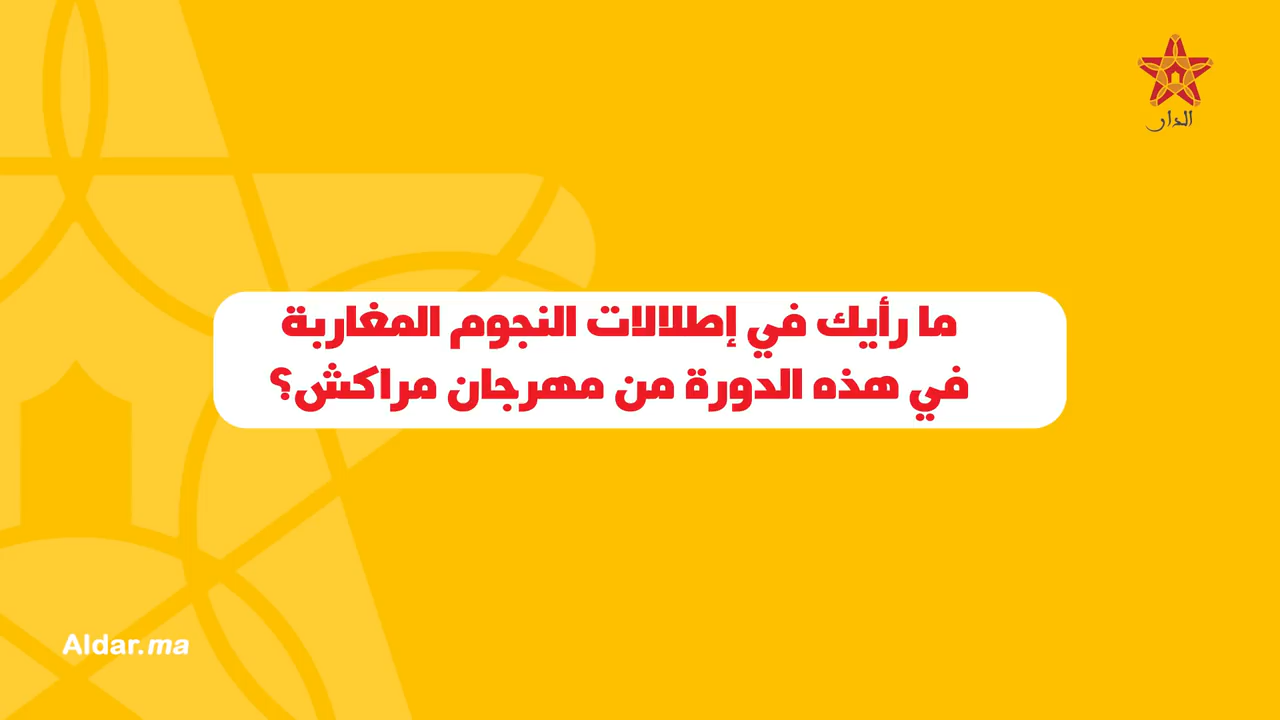 الدار
ما رأيك في إطلالات النجوم المغاربة
في هذه الدورة من مهرجان مراكش؟
Aldar.ma